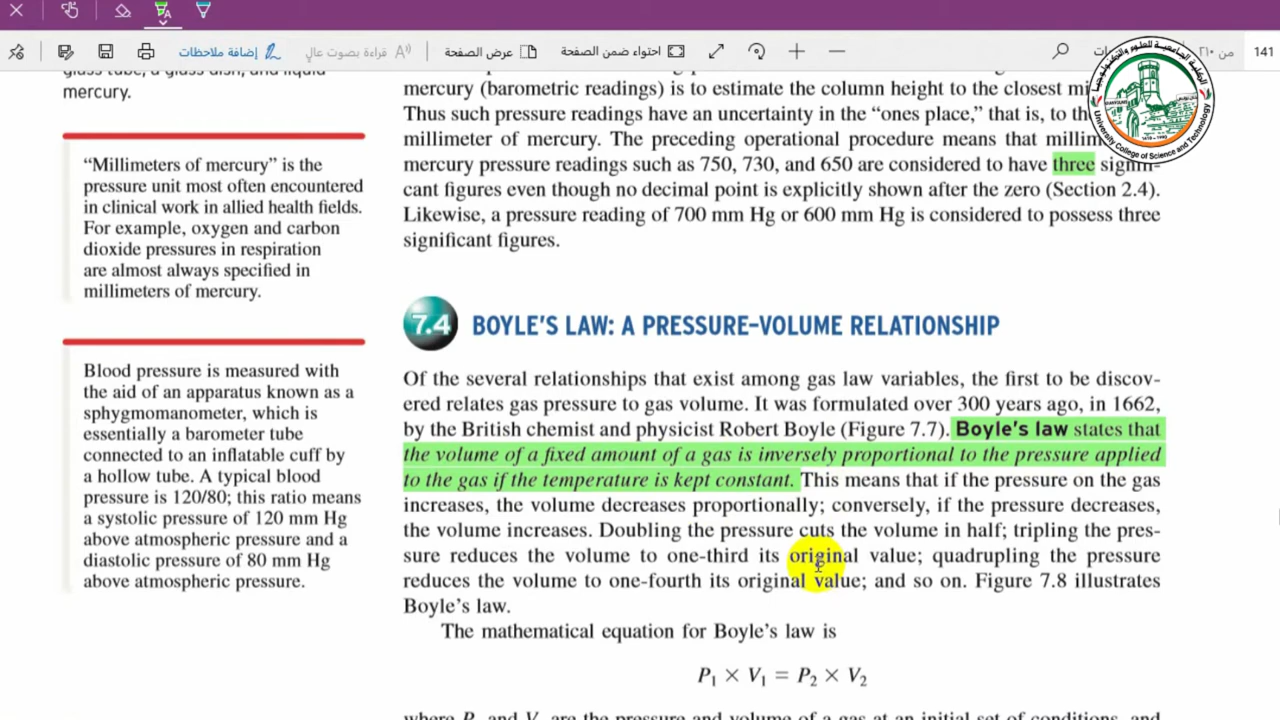 إضافة ملاحظات
قراءة بصوت عالٍ
A
عرض الصفحة
احتواء ضمن الصفحة
141
mercury.
"Millimeters of mercury" is the
pressure unit most often encountered
in clinical work in allied health fields.
For example, oxygen and carbon
dioxide pressures in respiration
are almost always specified in
millimeters of mercury.
Blood pressure is measured with
the aid of an apparatus known as a
sphygmomanometer, which is
essentially a barometer tube
connected to an inflatable cuff by
a hollow tube. A typical blood
pressure is 120/80; this ratio means
a systolic pressure of 120 mm Hg
above atmospheric pressure and a
diastolic pressure of 80 mm Hg
above atmospheric pressure.
mercury (barometric readings) is to estimate the column height to the closest
Thus such pressure readings have an uncertainty in the "ones place," that is, to
millimeter of mercury. The preceding operational procedure means that
mercury pressure readings such as 750, 730, and 650 are considered to have three signifi-
cant figures even though no decimal point is explicitly shown after the zero (Section 2.4).
Likewise, a pressure reading of 700 mm Hg or 600 mm Hg is considered to possess three
significant figures.
7.4 BOYLE'S LAW: A PRESSURE–VOLUME RELATIONSHIP
Of the several relationships that exist among gas law variables, the first to be discov-
ered relates gas pressure to gas volume. It was formulated over 300 years ago, in 1662,
by the British chemist and physicist Robert Boyle (Figure 7.7). Boyle's law states that
the volume of a fixed amount of a gas is inversely proportional to the pressure applied
to the gas if the temperature is kept constant. This means that if the pressure on the gas
increases, the volume decreases proportionally; conversely, if the pressure decreases,
the volume increases. Doubling the pressure cuts the volume in half; tripling the pres-
sure reduces the volume to one-third its original value; quadrupling the pressure
reduces the volume to one-fourth its original value; and so on. Figure 7.8 illustrates
Boyle's law.
The mathematical equation for Boyle's law is
P₁ × V₁ = P₂ × V₂
University College of Science and Technology